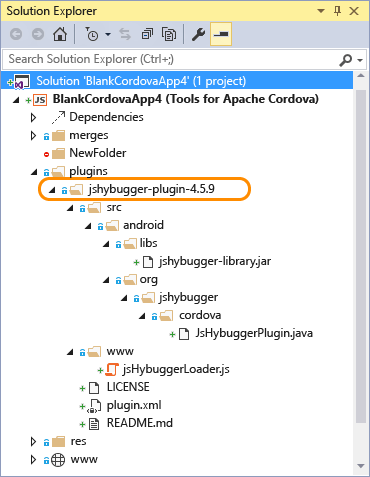 Solution Explorer
Search Solution Explorer (Ctrl+;)
Solution 'BlankCordovaApp4' (1 project)
JS BlankCordovaApp4 (Tools for Apache Cordova)
Dependencies
merges
NewFolder
plugins
jshybugger-plugin-4.5.9
src
android
libs
jshybugger-library.jar
org
jshybugger
cordova
JsHybuggerPlugin.java
www
jsHybuggerLoader.js
LICENSE
plugin.xml
README.md
res
www